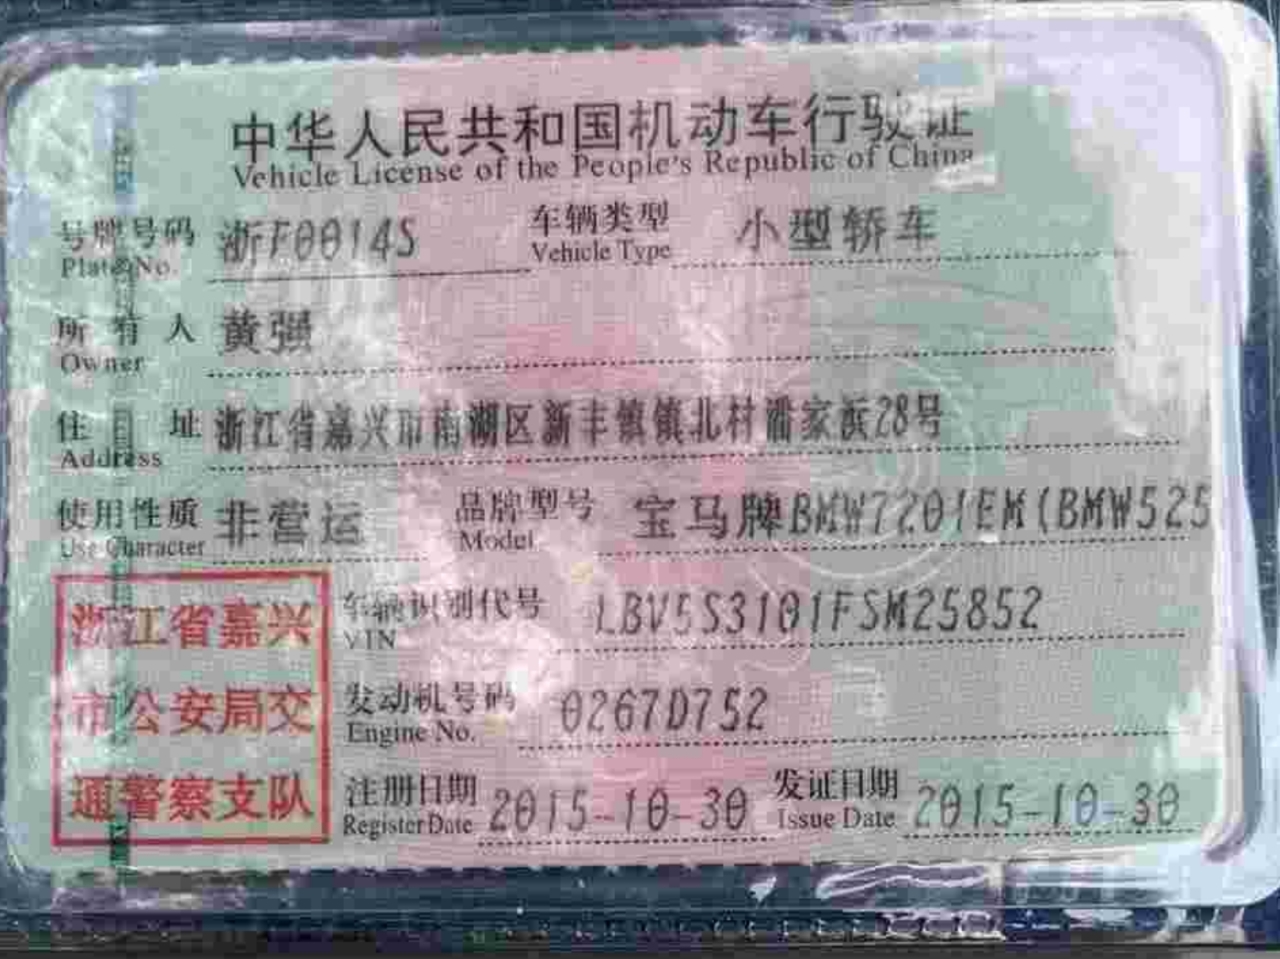 中华人民共和国机动车行驶证
Vehicle License of the People's Republic of China
号牌号码 浙F0014S 车辆类型 小型轿车
Plate No. Vehicle Type
所有人 黄强
Owner
住址 浙江省嘉兴市南湖区新丰镇镇北村潘家浜28号
Address
使用性质 非营运 品牌型号 宝马牌BMW7201EM(BMW525
Use Character Model
浙江省嘉兴
市公安局交
通警察支队
车辆识别代号 LBV5S3101FSM25852
VIN
发动机号码 0267D752
Engine No.
注册日期 2015-10-30 发证日期 2015-10-30
Register Date Issue Date